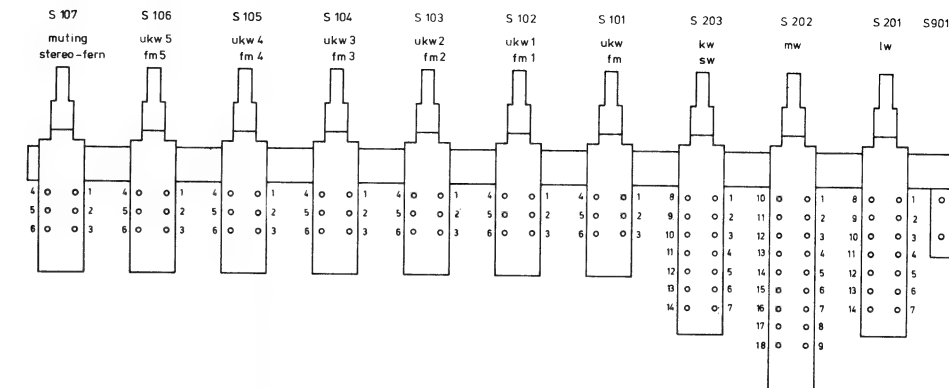 S 107 S 106 S 105 S 104 S 103 S 102 S 101 S 203 S 202 S 201 S901
muting ukw 5 ukw 4 ukw 3 ukw 2 ukw 1 ukw kw mw lw
stereo-fern fm 5 fm 4 fm 3 fm 2 fm 1 fm sw
4 1 4 1 4 1 4 1 4 1 4 1 4 1 8 1 10 1 8 1
5 2 5 2 5 2 5 2 5 2 5 2 5 2 9 2 11 2 9 2
6 3 6 3 6 3 6 3 6 3 6 3 6 3 10 3 12 3 10 3
11 4 13 4 11 4
12 5 14 5 12 5
13 6 15 6 13 6
14 7 16 7 14 7
17 8
18 9